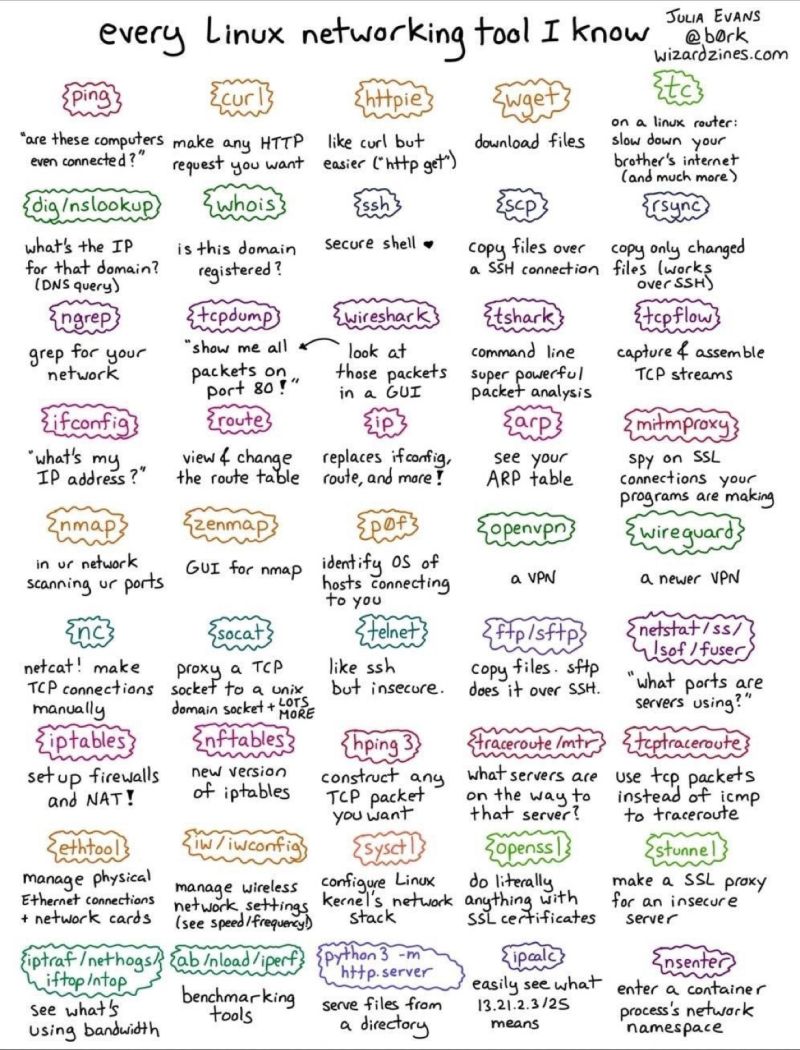 every Linux networking tool I know
JULIA EVANS
@b0rk
wizardzines.com
ping
"are these computers
even connected?"
curl
make any HTTP
request you want
httpie
like curl but
easier ("http get")
wget
download files
tc
on a linux router:
slow down your
brother's internet
(and much more)
dig/nslookup
what's the IP
for that domain?
(DNS query)
whois
is this domain
registered?
ssh
secure shell ♥
scp
copy files over
a SSH connection
rsync
copy only changed
files (works
over SSH)
ngrep
grep for your
network
tcpdump
"show me all
packets on
port 80!"
wireshark
look at
those packets
in a GUI
tshark
command line
super powerful
packet analysis
tcpflow
capture & assemble
TCP streams
ifconfig
"what's my
IP address?"
route
view & change
the route table
ip
replaces ifconfig,
route, and more!
arp
see your
ARP table
mitmproxy
spy on SSL
connections your
programs are making
nmap
in ur network
scanning ur ports
zenmap
GUI for nmap
p0f
identify OS of
hosts connecting
to you
openvpn
a VPN
wireguard
a newer VPN
nc
netcat! make
TCP connections
manually
socat
proxy a TCP
socket to a unix
domain socket + LOTS
MORE
telnet
like ssh
but insecure.
ftp/sftp
copy files. sftp
does it over SSH.
netstat/ss/
lsof/fuser
"what ports are
servers using?"
iptables
set up firewalls
and NAT!
nftables
new version
of iptables
hping3
construct any
TCP packet
you want
traceroute/mtr
what servers are
on the way to
that server?
tcptraceroute
use tcp packets
instead of icmp
to traceroute
ethtool
manage physical
Ethernet connections
+ network cards
iw/iwconfig
manage wireless
network settings
(see speed/frequency!)
sysctl
configure Linux
kernel's network
stack
openssl
do literally
anything with
SSL certificates
stunnel
make a SSL proxy
for an insecure
server
iptraf/nethogs/
iftop/ntop
see what's
using bandwidth
ab/nload/iperf
benchmarking
tools
python3 -m
http.server
serve files from
a directory
ipcalc
easily see what
13.21.2.3/25
means
nsenter
enter a container
process's network
namespace